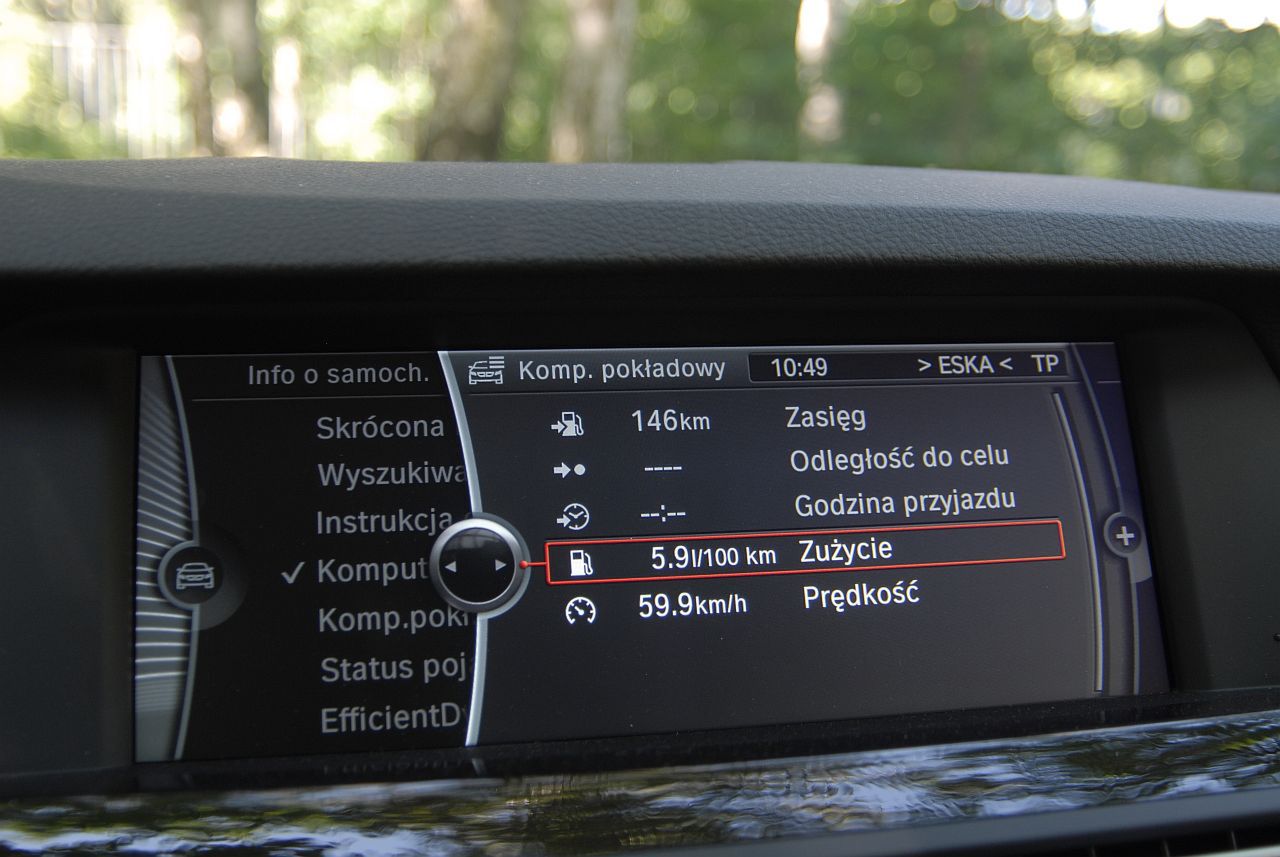 Info o samoch.
Komp. pokładowy 10:49 > ESKA < TP
Skrócona
Wyszukiwa
Instrukcja
✓ Komput
Komp.pokł
Status poj
EfficientDy
146km Zasięg
---- Odległość do celu
--:-- Godzina przyjazdu
5.9l/100 km Zużycie
59.9km/h Prędkość
+